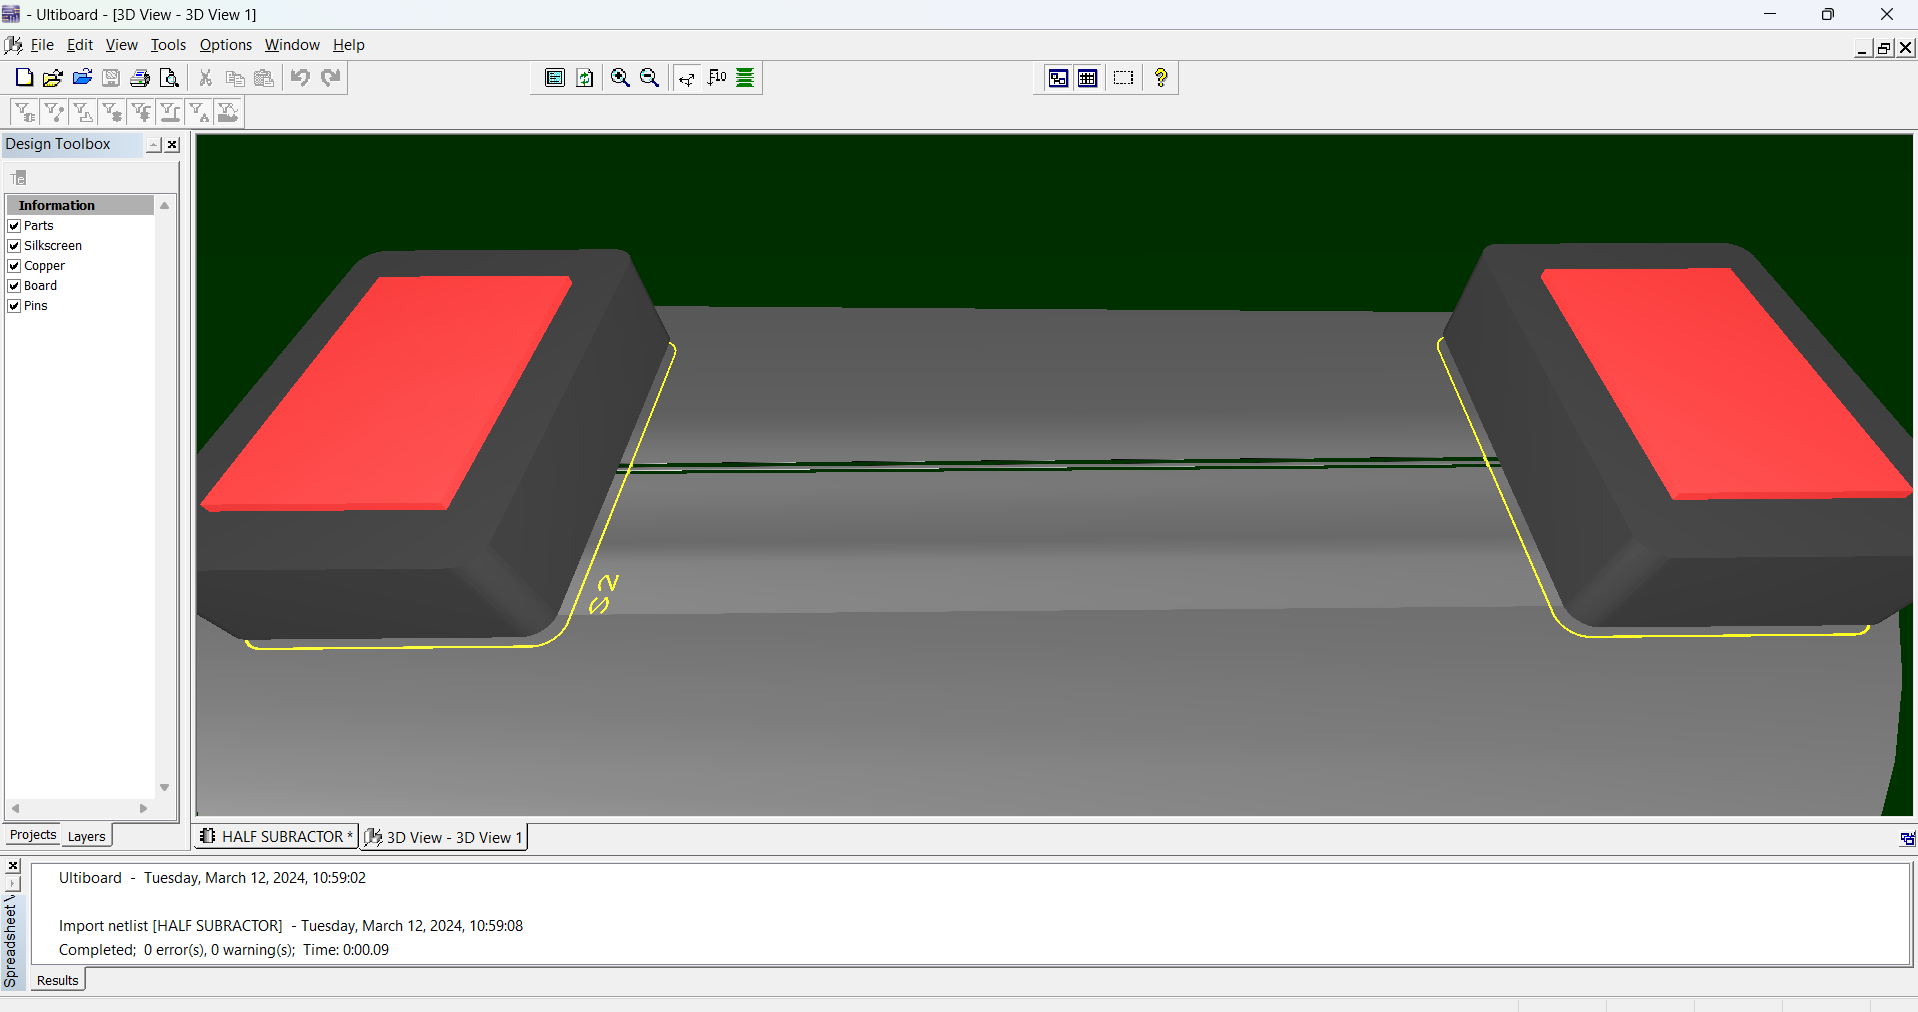 - Ultiboard - [3D View - 3D View 1]
File Edit View Tools Options Window Help
Design Toolbox
Information
Parts
Silkscreen
Copper
Board
Pins
S2
Projects Layers
HALF SUBRACTOR * 3D View - 3D View 1
Ultiboard - Tuesday, March 12, 2024, 10:59:02
Import netlist [HALF SUBRACTOR] - Tuesday, March 12, 2024, 10:59:08
Completed; 0 error(s), 0 warning(s); Time: 0:00.09
Spreadsheet
Results